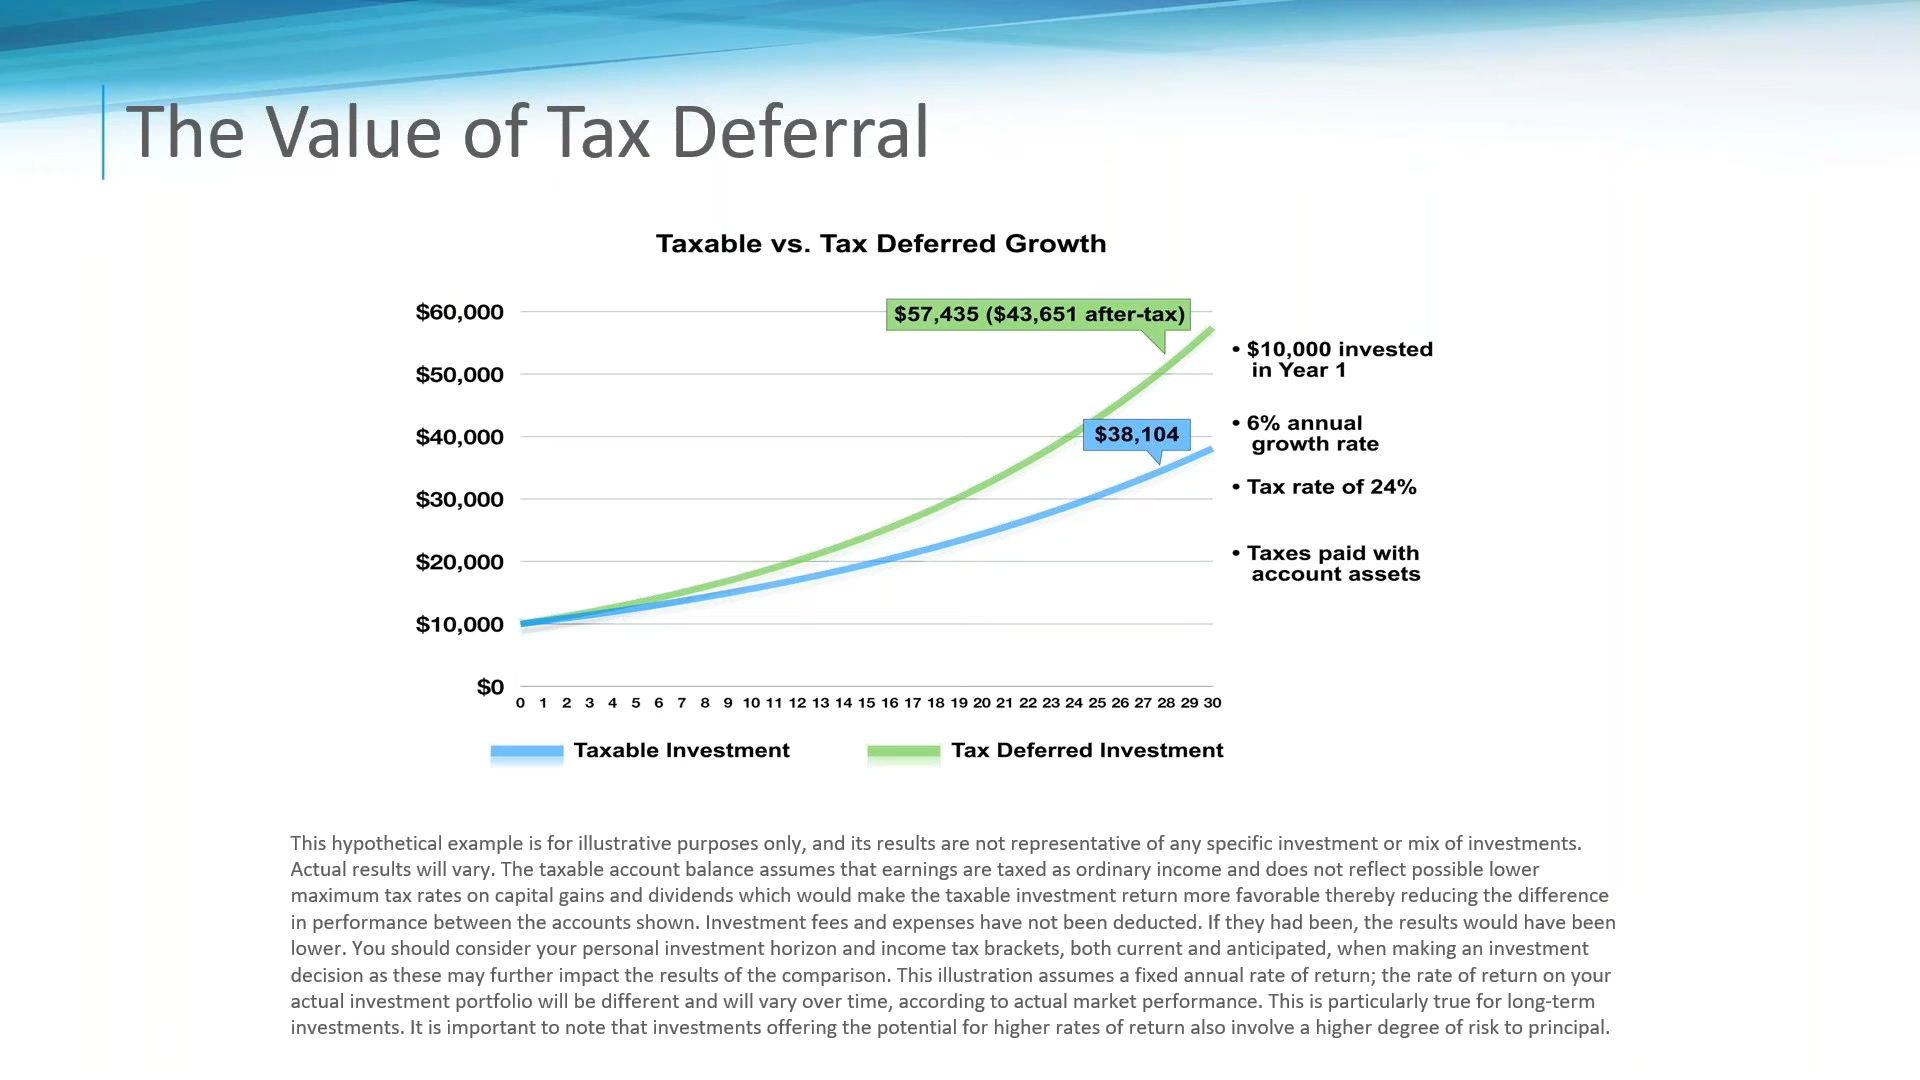 The Value of Tax Deferral
Taxable vs. Tax Deferred Growth
$60,000
$50,000
$40,000
$30,000
$20,000
$10,000
$0
$57,435 ($43,651 after-tax)
$38,104
0 1 2 3 4 5 6 7 8 9 10 11 12 13 14 15 16 17 18 19 20 21 22 23 24 25 26 27 28 29 30
Taxable Investment
Tax Deferred Investment
• $10,000 invested
in Year 1
• 6% annual
growth rate
• Tax rate of 24%
• Taxes paid with
account assets
This hypothetical example is for illustrative purposes only, and its results are not representative of any specific investment or mix of investments.
Actual results will vary. The taxable account balance assumes that earnings are taxed as ordinary income and does not reflect possible lower
maximum tax rates on capital gains and dividends which would make the taxable investment return more favorable thereby reducing the difference
in performance between the accounts shown. Investment fees and expenses have not been deducted. If they had been, the results would have been
lower. You should consider your personal investment horizon and income tax brackets, both current and anticipated, when making an investment
decision as these may further impact the results of the comparison. This illustration assumes a fixed annual rate of return; the rate of return on your
actual investment portfolio will be different and will vary over time, according to actual market performance. This is particularly true for long-term
investments. It is important to note that investments offering the potential for higher rates of return also involve a higher degree of risk to principal.